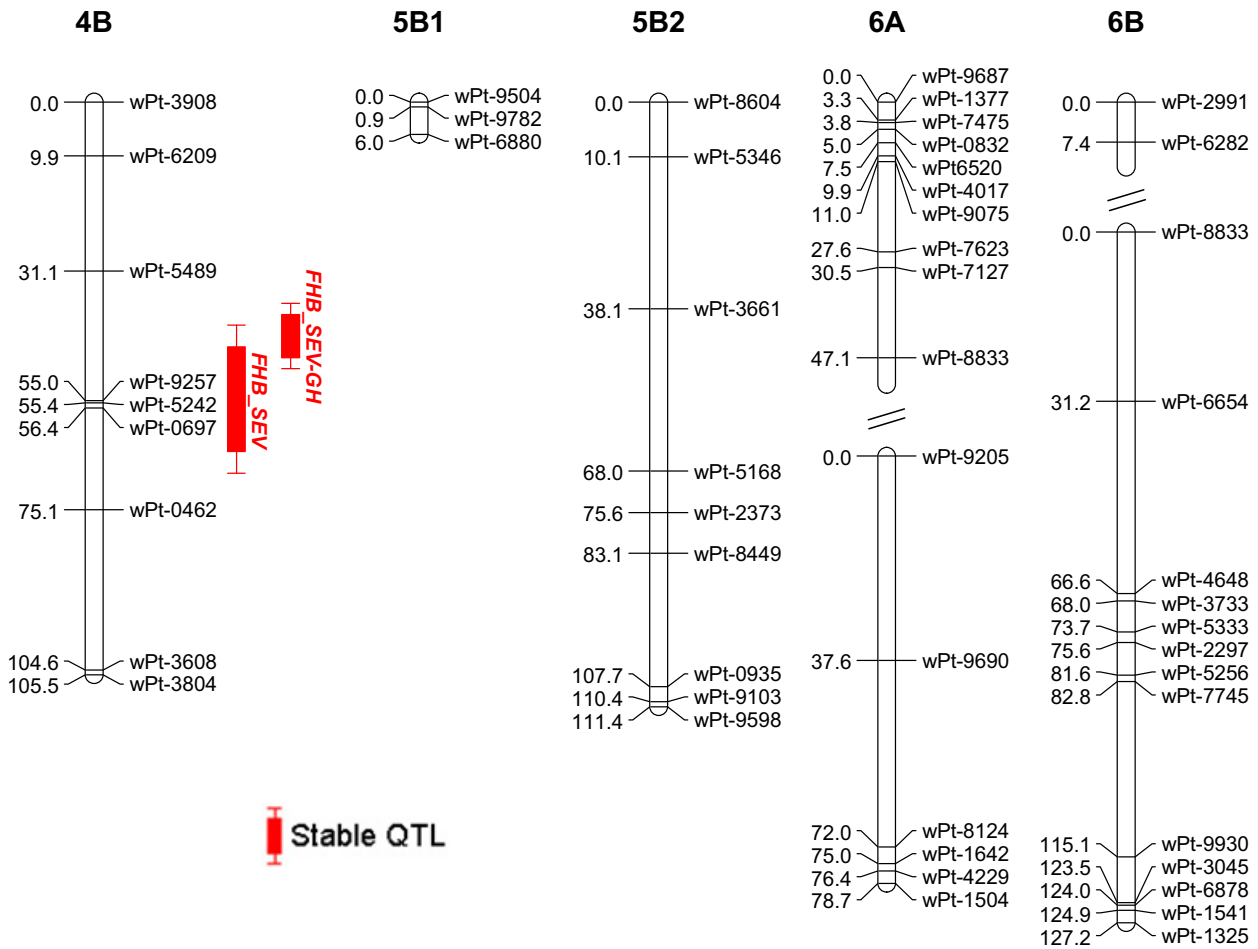 4B
0.0 wPt-3908
9.9 wPt-6209
31.1 wPt-5489
55.0 wPt-9257
55.4 wPt-5242
56.4 wPt-0697
75.1 wPt-0462
104.6 wPt-3608
105.5 wPt-3804
FHB_SEV
FHB_SEV-GH
5B1
0.0 wPt-9504
0.9 wPt-9782
6.0 wPt-6880
5B2
0.0 wPt-8604
10.1 wPt-5346
38.1 wPt-3661
68.0 wPt-5168
75.6 wPt-2373
83.1 wPt-8449
107.7 wPt-0935
110.4 wPt-9103
111.4 wPt-9598
6A
0.0 wPt-9687
3.3 wPt-1377
3.8 wPt-7475
5.0 wPt-0832
7.5 wPt6520
9.9 wPt-4017
11.0 wPt-9075
27.6 wPt-7623
30.5 wPt-7127
47.1 wPt-8833
0.0 wPt-9205
37.6 wPt-9690
72.0 wPt-8124
75.0 wPt-1642
76.4 wPt-4229
78.7 wPt-1504
6B
0.0 wPt-2991
7.4 wPt-6282
0.0 wPt-8833
31.2 wPt-6654
66.6 wPt-4648
68.0 wPt-3733
73.7 wPt-5333
75.6 wPt-2297
81.6 wPt-5256
82.8 wPt-7745
115.1 wPt-9930
123.5 wPt-3045
124.0 wPt-6878
124.9 wPt-1541
127.2 wPt-1325
Stable QTL